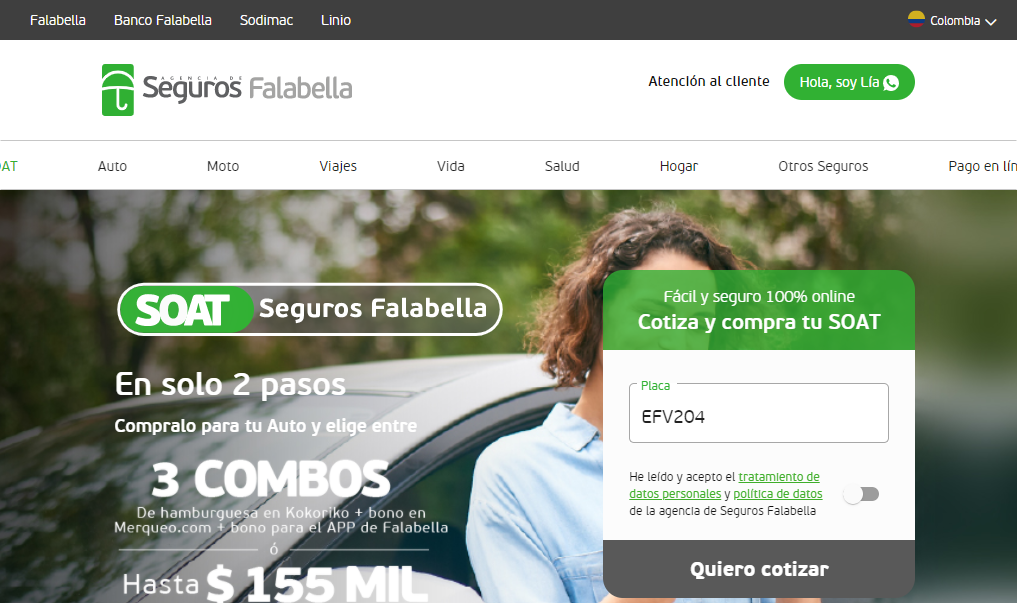 Falabella Banco Falabella Sodimac Linio Colombia
AGENCIA DE
Seguros Falabella
Atención al cliente Hola, soy Lía
Auto Moto Viajes Vida Salud Hogar Otros Seguros Pago en
SOAT Seguros Falabella
En solo 2 pasos
Compralo para tu Auto y elige entre
3 COMBOS
De hamburguesa en Kokoriko + bono en
Merqueo.com + bono para el APP de Falabella
ó
Hasta $ 155 MIL
Fácil y seguro 100% online
Cotiza y compra tu SOAT
Placa
EFV204
He leído y acepto el tratamiento de
datos personales y política de datos
de la agencia de Seguros Falabella
Quiero cotizar